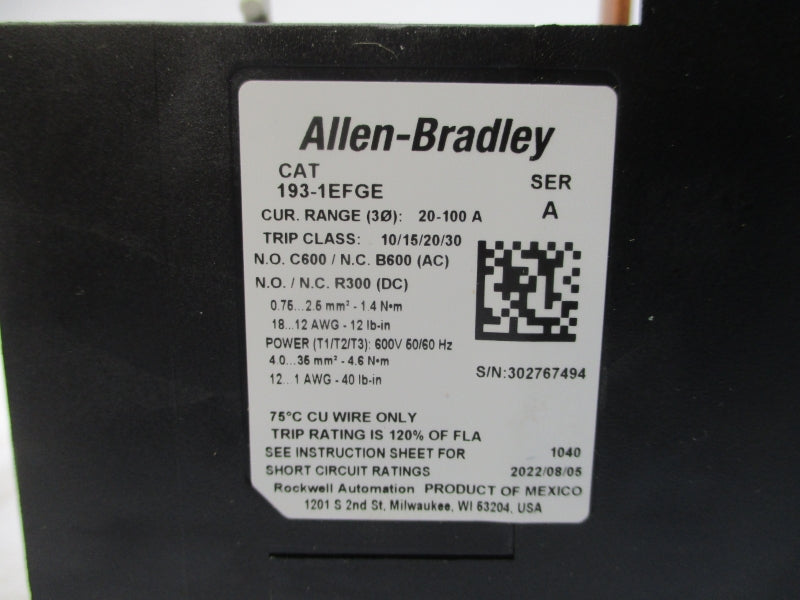 Allen-Bradley
CAT
193-1EFGE
SER
A
CUR. RANGE (3Ø): 20-100 A
TRIP CLASS: 10/15/20/30
N.O. C600 / N.C. B600 (AC)
N.O. / N.C. R300 (DC)
0.75...2.5 mm² - 1.4 N•m
18...12 AWG - 12 lb-in
POWER (T1/T2/T3): 600V 50/60 Hz
4.0...35 mm² - 4.6 N•m
12...1 AWG - 40 lb-in
S/N:302767494
75°C CU WIRE ONLY
TRIP RATING IS 120% OF FLA
SEE INSTRUCTION SHEET FOR 1040
SHORT CIRCUIT RATINGS 2022/08/05
Rockwell Automation PRODUCT OF MEXICO
1201 S 2nd St, Milwaukee, WI 53204, USA